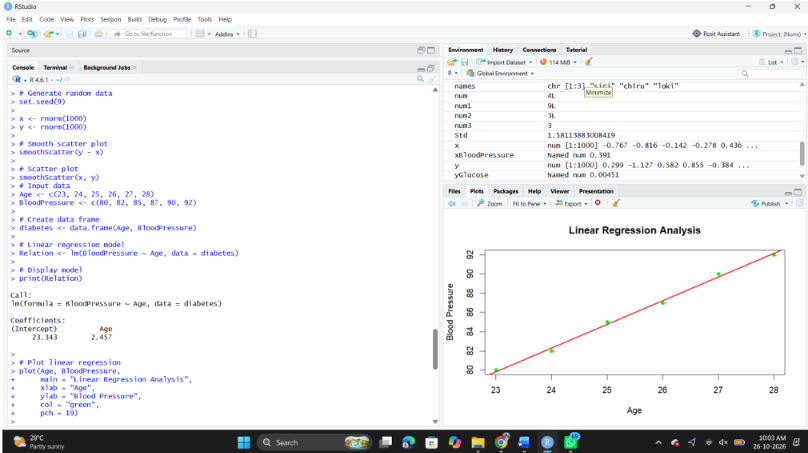 RStudio
File Edit Code View Plots Session Build Debug Profile Tools Help
Go to file/function Addins Posit Assistant Project: (None)
Source
Console Terminal Background Jobs
R 4.6.1 · ~/
> # Generate random data
> set.seed(9)
>
> x <- rnorm(1000)
> y <- rnorm(1000)
>
> # Smooth scatter plot
> smoothScatter(y ~ x)
>
> # Scatter plot
> smoothScatter(x, y)
> # Input data
> Age <- c(23, 24, 25, 26, 27, 28)
> BloodPressure <- c(80, 82, 85, 87, 90, 92)
>
> # Create data frame
> diabetes <- data.frame(Age, BloodPressure)
>
> # Linear regression model
> Relation <- lm(BloodPressure ~ Age, data = diabetes)
>
> # Display model
> print(Relation)
Call:
lm(formula = BloodPressure ~ Age, data = diabetes)
Coefficients:
(Intercept) Age
23.343 2.457
>
> # Plot linear regression
> plot(Age, BloodPressure,
+ main = "Linear Regression Analysis",
+ xlab = "Age",
+ ylab = "Blood Pressure",
+ col = "green",
+ pch = 19)
>
Environment History Connections Tutorial
Import Dataset 114 MiB List
R Global Environment
names chr [1:3] "siri" "chiru" "loki"
Minimize
num 4L
num1 9L
num2 3L
num3 3
Std 1.58113883008419
x num [1:1000] -0.767 -0.816 -0.142 -0.278 0.436 ...
xBloodPressure Named num 0.391
y num [1:1000] 0.299 -1.127 0.582 0.855 -0.384 ...
yGlucose Named num 0.00451
Files Plots Packages Help Viewer Presentation
Zoom Fit to Pane Export Publish
Linear Regression Analysis
Blood Pressure
92
90
88
86
84
82
80
23 24 25 26 27 28
Age
28°C
Partly sunny
Search
10:03 AM
26-10-2026